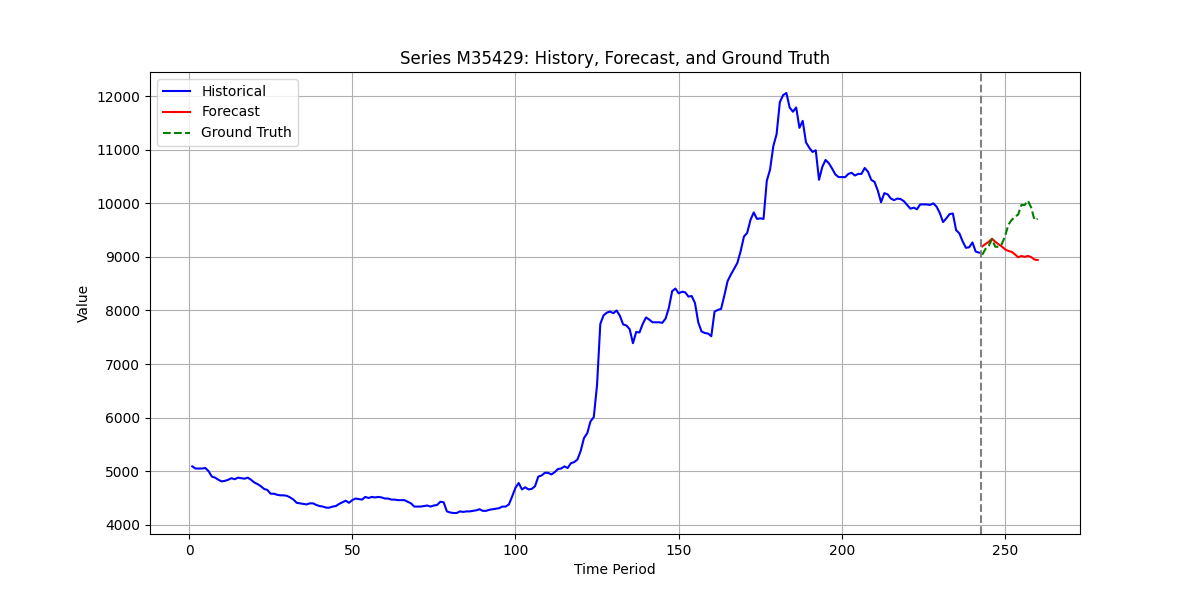 Series M35429: History, Forecast, and Ground Truth
Historical
Forecast
Ground Truth
12000
11000
10000
9000
8000
7000
6000
5000
4000
Value
0 50 100 150 200 250
Time Period